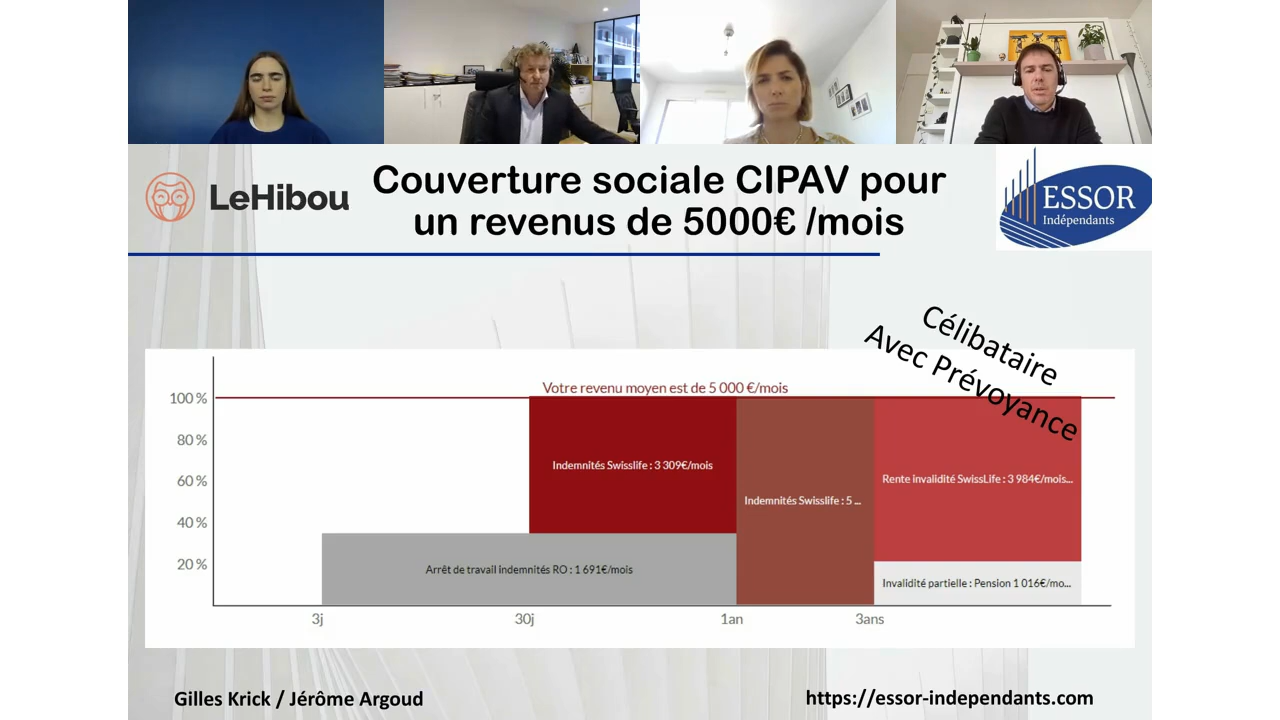 LeHibou
Couverture sociale CIPAV pour
un revenus de 5000€ /mois
ESSOR
Indépendants
Célibataire
Avec Prévoyance
Votre revenu moyen est de 5 000 €/mois
100 %
80 %
60 %
40 %
20 %
Indemnités Swisslife : 3 309€/mois
Indemnités Swisslife : 5 ...
Rente invalidité SwissLife : 3 984€/mois...
Arrêt de travail indemnités RO : 1 691€/mois
Invalidité partielle : Pension 1 016€/mo...
3j
30j
1an
3ans
Gilles Krick / Jérôme Argoud
https://essor-independants.com